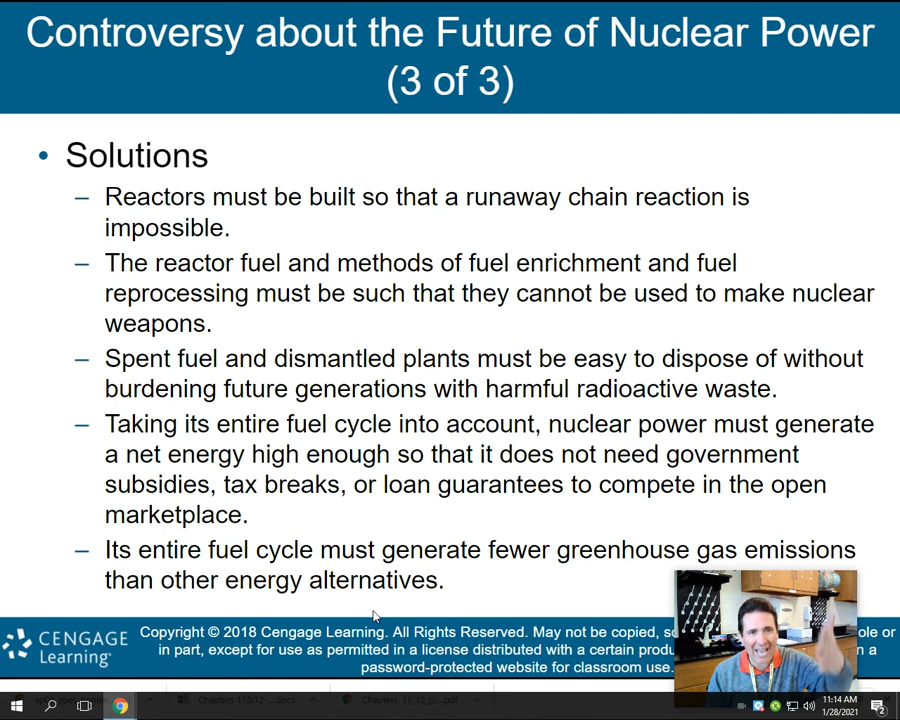 Controversy about the Future of Nuclear Power
(3 of 3)
• Solutions
– Reactors must be built so that a runaway chain reaction is
impossible.
– The reactor fuel and methods of fuel enrichment and fuel
reprocessing must be such that they cannot be used to make nuclear
weapons.
– Spent fuel and dismantled plants must be easy to dispose of without
burdening future generations with harmful radioactive waste.
– Taking its entire fuel cycle into account, nuclear power must generate
a net energy high enough so that it does not need government
subsidies, tax breaks, or loan guarantees to compete in the open
marketplace.
– Its entire fuel cycle must generate fewer greenhouse gas emissions
than other energy alternatives.
CENGAGE
Learning
Copyright © 2018 Cengage Learning. All Rights Reserved. May not be copied, ole or
in part, except for use as permitted in a license distributed with a certain n a
password-protected website for classroom use.
Chapters 11&12
11:14 AM
1/28/2021
2